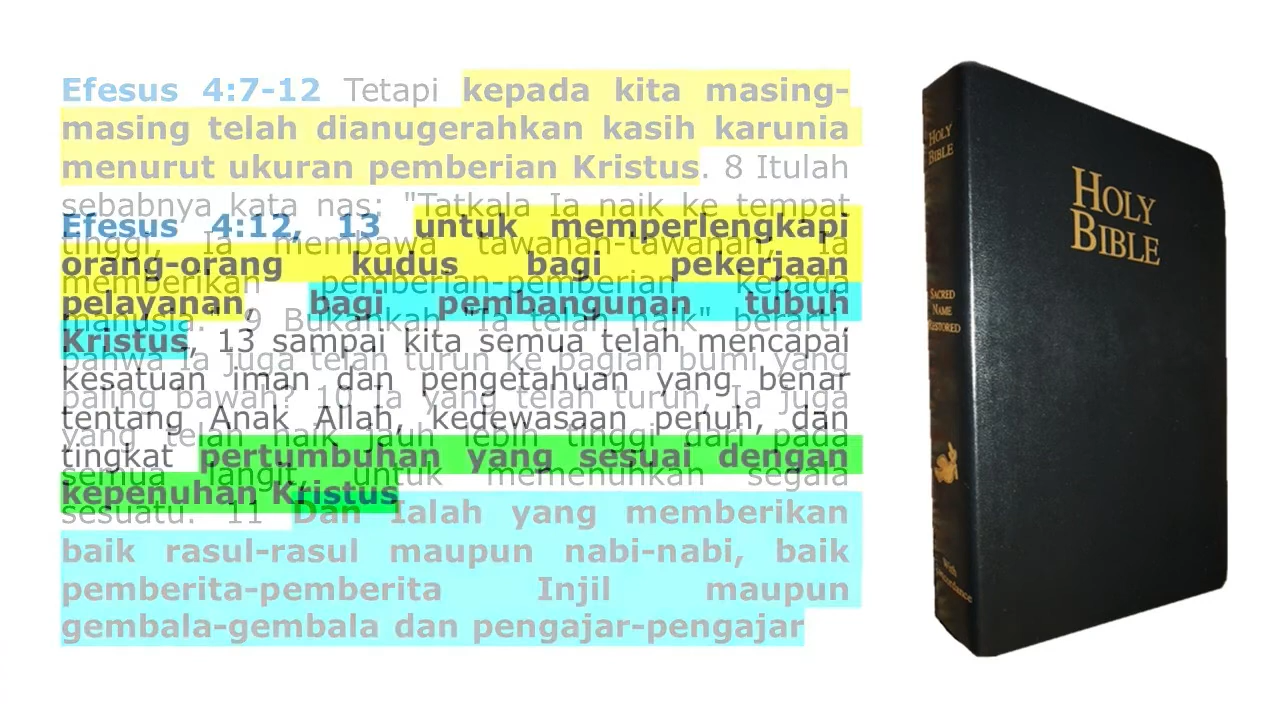 Efesus 4:7-12 Tetapi kepada kita masing-
masing telah dianugerahkan kasih karunia
menurut ukuran pemberian Kristus. 8 Itulah
sebabnya kata nas: "Tatkala Ia naik ke tempat
tinggi, Ia membawa tawanan-tawanan, Ia
memberikan pemberian-pemberian kepada
manusia." 9 Bukankah "Ia telah naik" berarti,
bahwa Ia juga telah turun ke bagian bumi yang
paling bawah? 10 Ia yang telah turun, Ia juga
yang telah naik jauh lebih tinggi dari pada
semua langit, untuk memenuhkan segala
sesuatu. 11 Dan Ialah yang memberikan
baik rasul-rasul maupun nabi-nabi, baik
pemberita-pemberita Injil maupun
gembala-gembala dan pengajar-pengajar
Efesus 4:12, 13 untuk memperlengkapi
orang-orang kudus bagi pekerjaan
pelayanan, bagi pembangunan tubuh
Kristus, 13 sampai kita semua telah mencapai
kesatuan iman dan pengetahuan yang benar
tentang Anak Allah, kedewasaan penuh, dan
tingkat pertumbuhan yang sesuai dengan
kepenuhan Kristus
HOLY
BIBLE
SACRED
NAME
RESTORED
HOLY
BIBLE
With